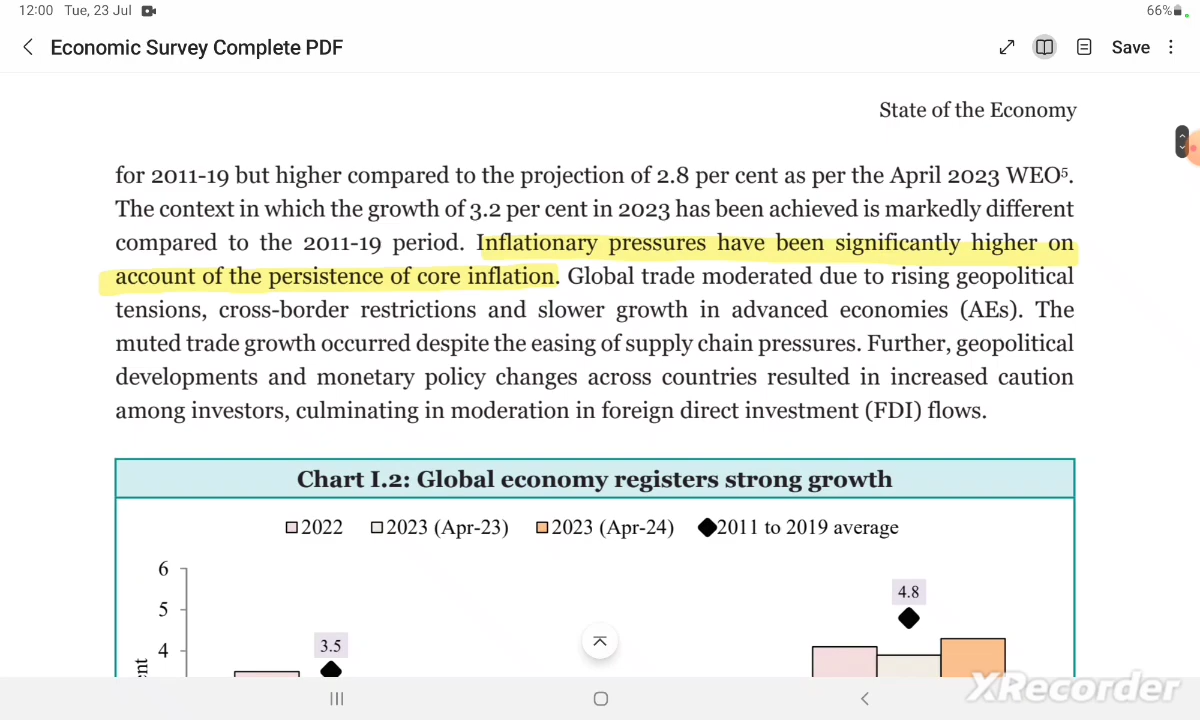 12:00 Tue, 23 Jul
66%
Economic Survey Complete PDF
Save
State of the Economy
for 2011-19 but higher compared to the projection of 2.8 per cent as per the April 2023 WEO⁵.
The context in which the growth of 3.2 per cent in 2023 has been achieved is markedly different
compared to the 2011-19 period. Inflationary pressures have been significantly higher on
account of the persistence of core inflation. Global trade moderated due to rising geopolitical
tensions, cross-border restrictions and slower growth in advanced economies (AEs). The
muted trade growth occurred despite the easing of supply chain pressures. Further, geopolitical
developments and monetary policy changes across countries resulted in increased caution
among investors, culminating in moderation in foreign direct investment (FDI) flows.
Chart I.2: Global economy registers strong growth
2022 2023 (Apr-23) 2023 (Apr-24) 2011 to 2019 average
6
5
4
3.5
4.8
XRecorder